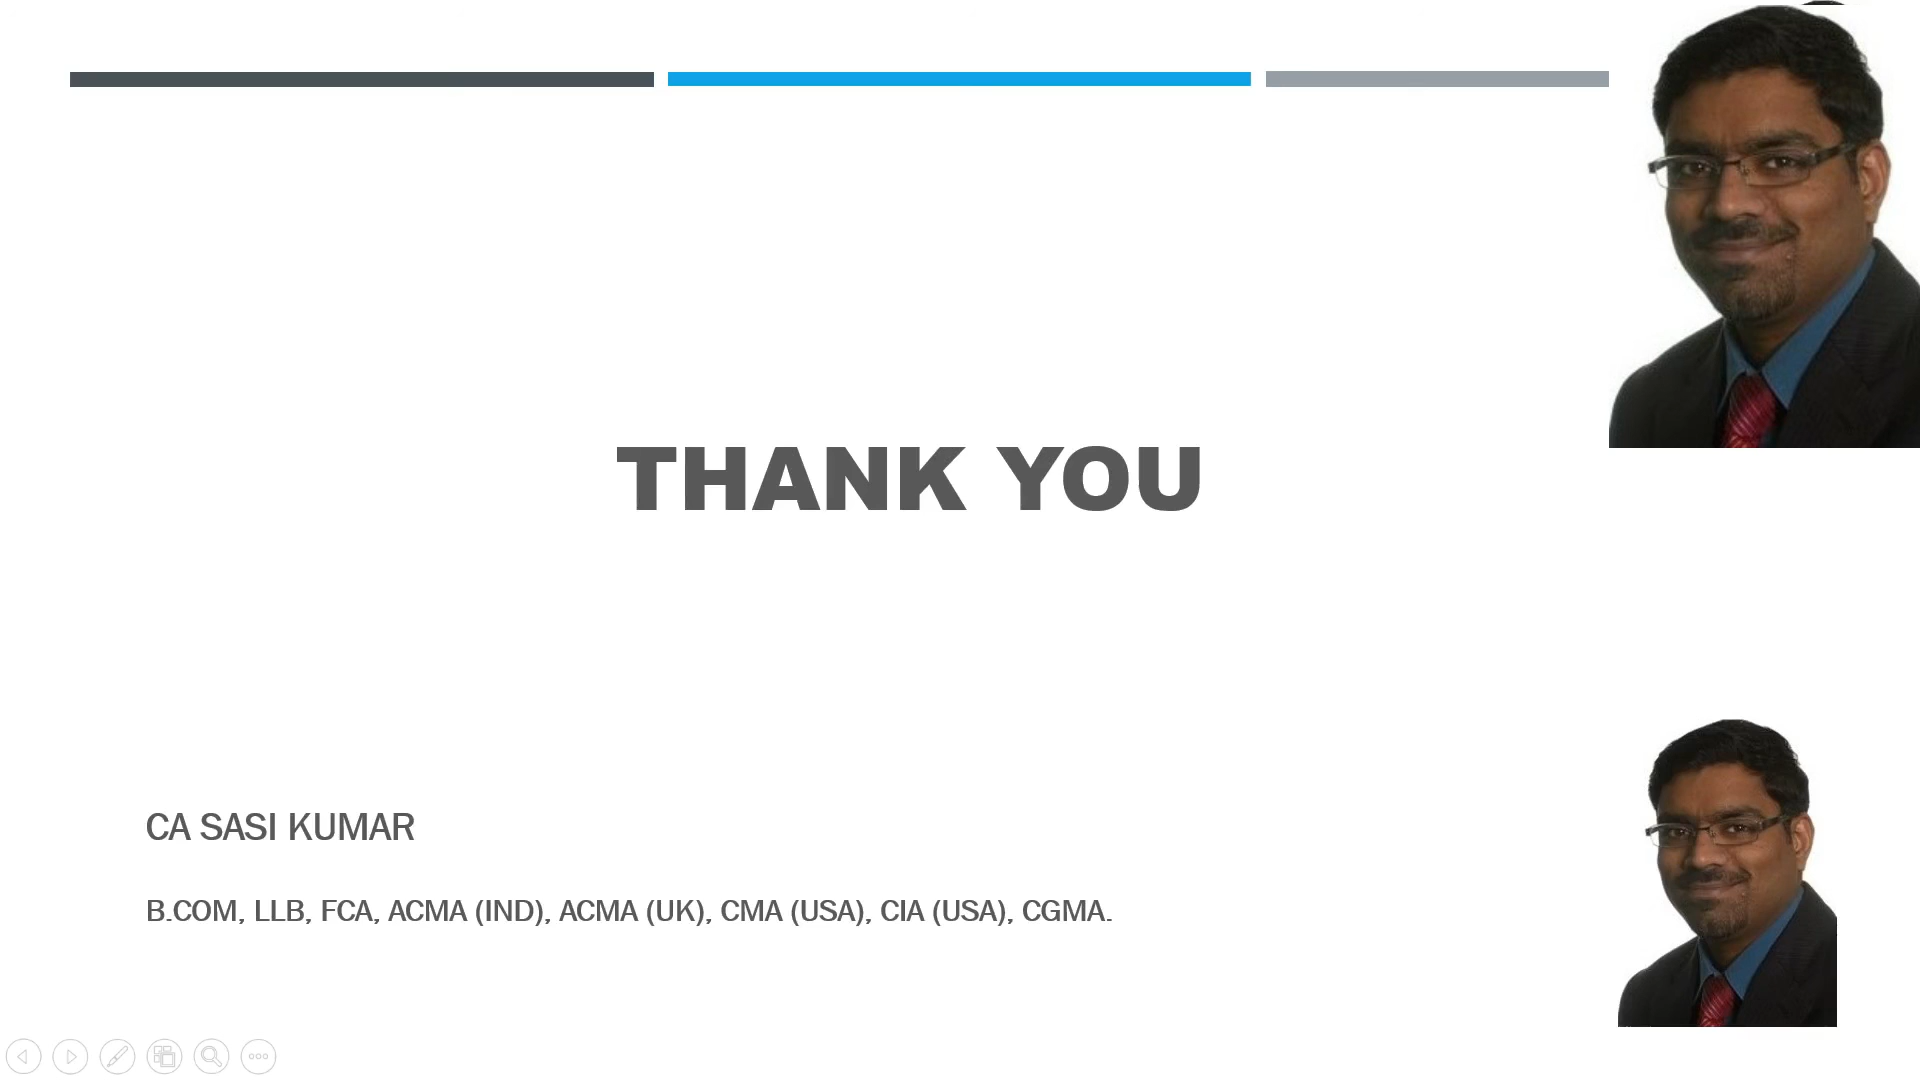 THANK YOU
CA SASI KUMAR
B.COM, LLB, FCA, ACMA (IND), ACMA (UK), CMA (USA), CIA (USA), CGMA.